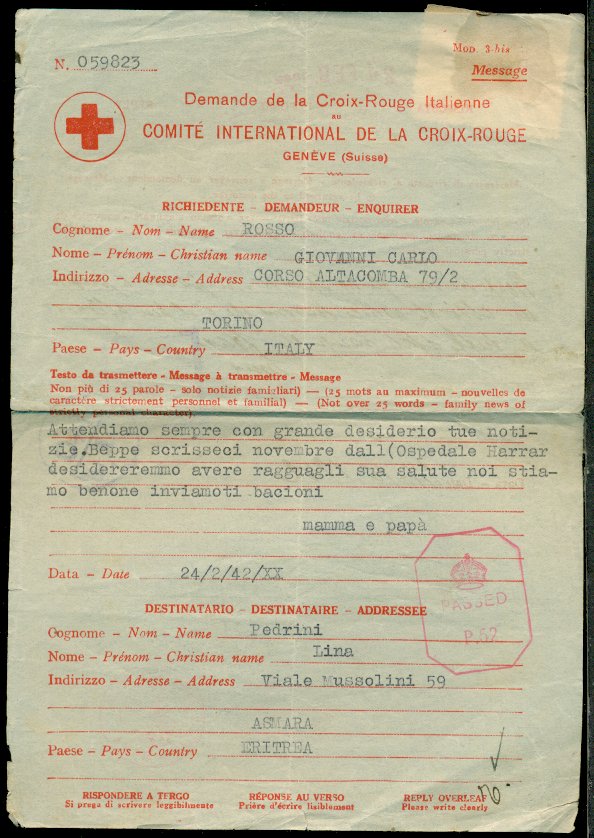 N. 059823
Mod 3-bis
Message
Demande de la Croix-Rouge Italienne
au
COMITÉ INTERNATIONAL DE LA CROIX-ROUGE
GENÈVE (Suisse)
RICHIEDENTE - DEMANDEUR - ENQUIRER
Cognome - Nom - Name ROSSO
Nome - Prénom - Christian name GIOVANNI CARLO
Indirizzo - Adresse - Address CORSO ALTACOMBA 79/2
TORINO
Paese - Pays - Country ITALY
Testo da trasmettere - Message à transmettre - Message
Non più di 25 parole - solo notizie famigliari) — (25 mots au maximum - nouvelles de
caractère strictement personnel et familial) — (Not over 25 words - family news of
strictly personal character).
Attendiamo sempre con grande desiderio tue noti-
zie.Beppe scrisseci novembre dall(Ospedale Harrar
desidereremmo avere ragguagli sua salute noi stia-
mo benone inviamoti bacioni
mamma e papà
Data - Date 24/2/42/XX
PASSED
P.62
DESTINATARIO - DESTINATAIRE - ADDRESSEE
Cognome - Nom - Name Pedrini
Nome - Prénom - Christian name Lina
Indirizzo - Adresse - Address Viale Mussolini 59
ASMARA
Paese - Pays - Country ERITREA
RISPONDERE A TERGO
Si prega di scrivere leggibilmente
RÉPONSE AU VERSO
Prière d'écrire lisiblement
REPLY OVERLEAF
Please write clearly